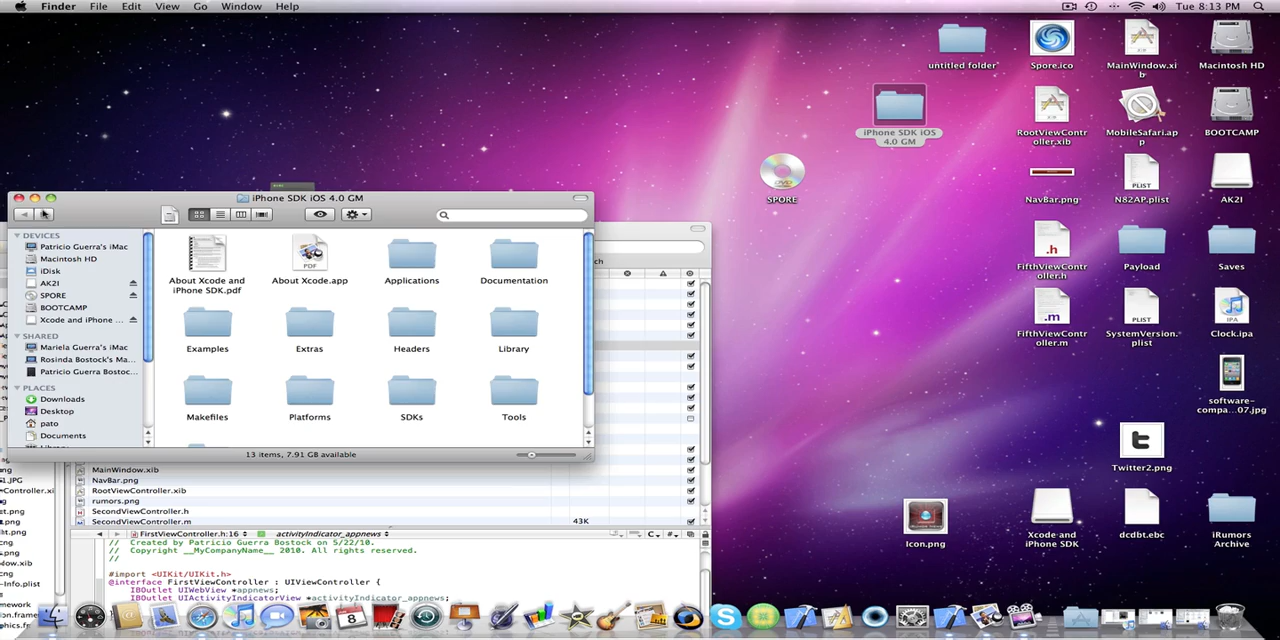 Finder File Edit View Go Window Help
Tue 8:13 PM
untitled folder
Spore.ico
MainWindow.xi
b
Macintosh HD
iPhone SDK iOS
4.0 GM
RootViewContr
oller.xib
MobileSafari.ap
p
BOOTCAMP
SPORE
NavBar.png
N82AP.plist
AK2I
FifthViewContr
oller.h
Payload
Saves
FifthViewContr
oller.m
SystemVersion.
plist
Clock.ipa
software-
compa...07.jpg
Twitter2.png
Icon.png
Xcode and
iPhone SDK
dcdbt.ebc
iRumors
Archive
iPhone SDK iOS 4.0 GM
DEVICES
Patricio Guerra's iMac
Macintosh HD
iDisk
AK2I
SPORE
BOOTCAMP
Xcode and iPhone ...
SHARED
Mariela Guerra's iMac
Rosinda Bostock's Ma...
Patricio Guerra Bostoc...
PLACES
Downloads
Desktop
pato
Documents
About Xcode and
iPhone SDK.pdf
About Xcode.app
Applications
Documentation
Examples
Extras
Headers
Library
Makefiles
Platforms
SDKs
Tools
13 items, 7.91 GB available
MainWindow.xib
NavBar.png
RootViewController.xib
rumors.png
SecondViewController.h
SecondViewController.m
43K
FirstViewController.h:16
activityIndicator_appnews
// Created by Patricio Guerra Bostock on 5/22/10.
// Copyright __MyCompanyName__ 2010. All rights reserved.
//
#import <UIKit/UIKit.h>
@interface FirstViewController : UIViewController {
IBOutlet UIWebView *appnews;
IBOutlet UIActivityIndicatorView *activityIndicator_appnews;